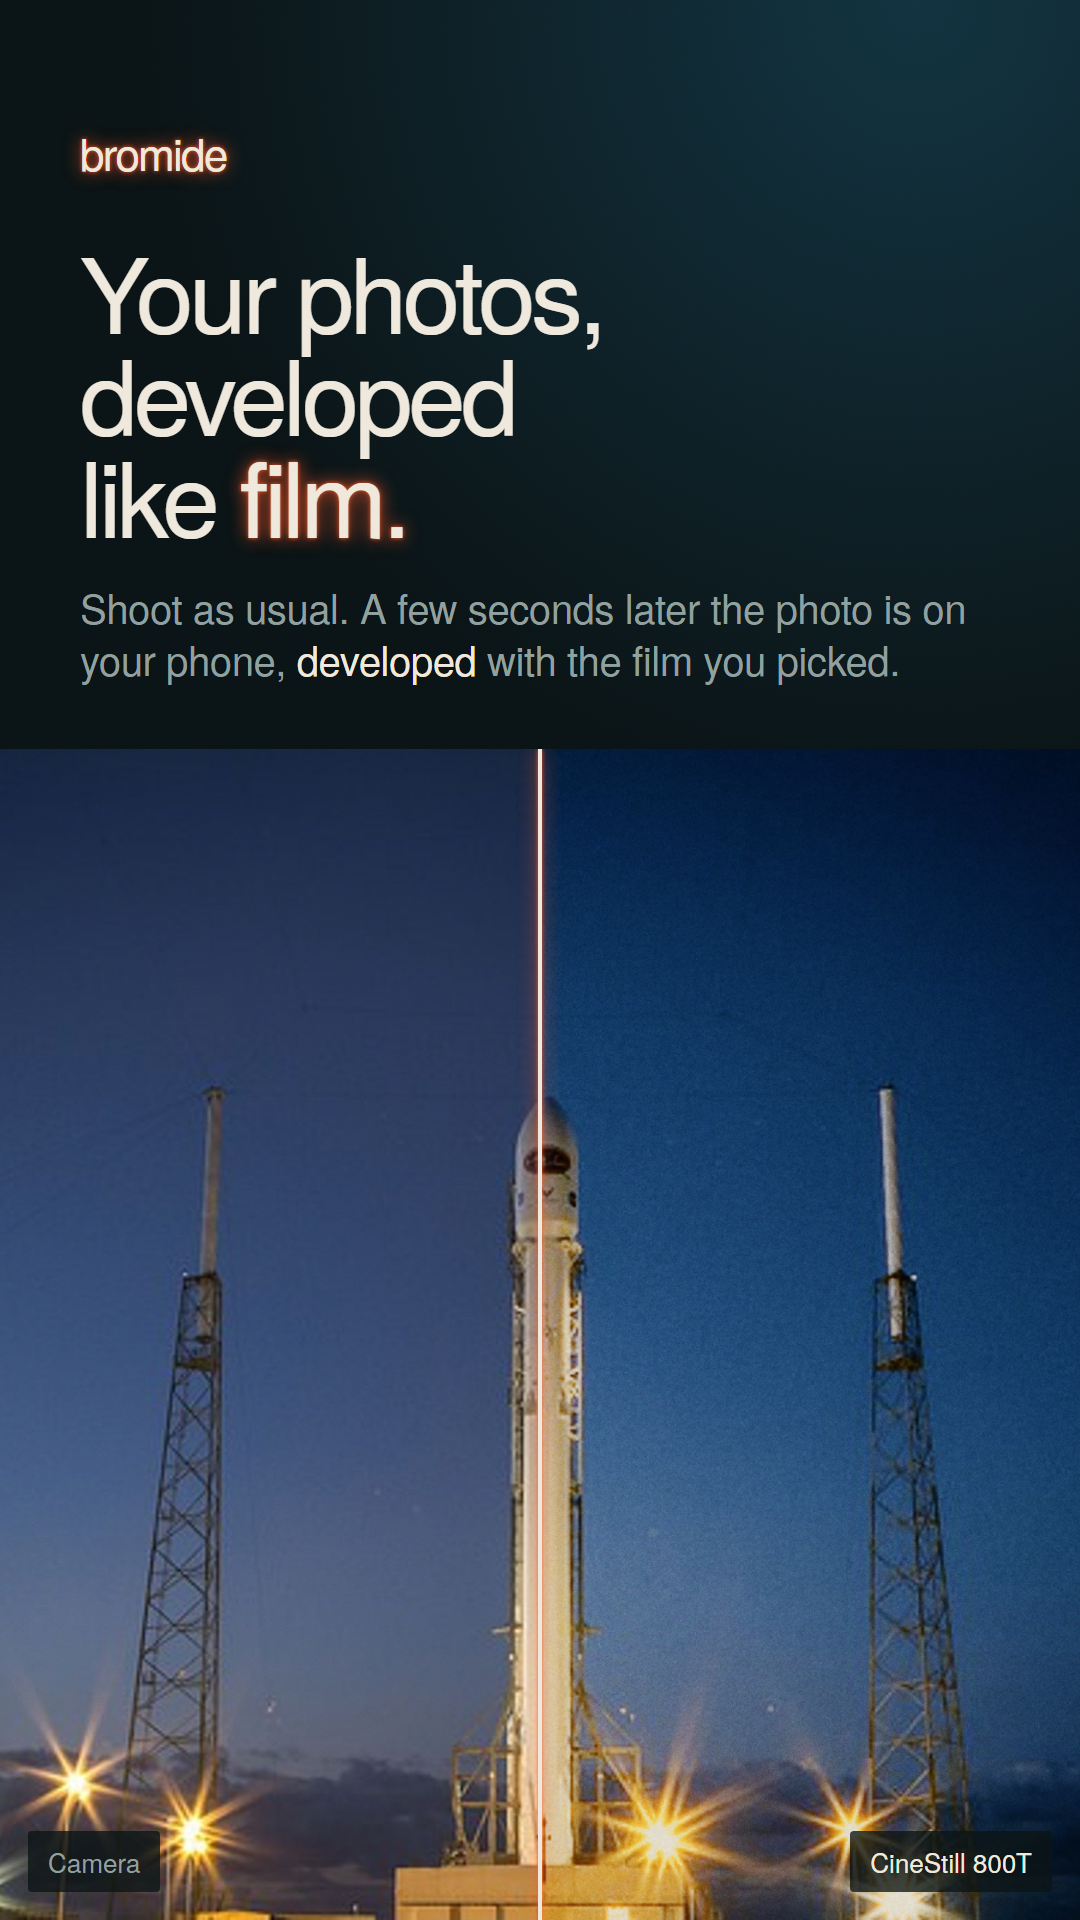 bromide
Your photos,
developed
like film.
Shoot as usual. A few seconds later the photo is on
your phone, developed with the film you picked.
Camera
CineStill 800T